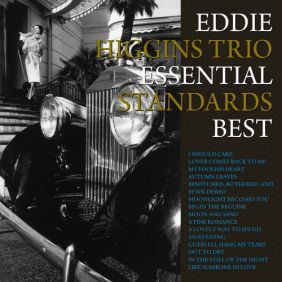 EDDIE
HIGGINS TRIO
ESSENTIAL
STANDARDS
BEST
I SHOULD CARE
LOVER COMES BACK TO ME
MY FOOLISH HEART
AUTUMN LEAVES
BEWITCHED, BOTHERED, AND
BEWILDERED
MOONLIGHT BECOMES YOU
BEGIN THE BEGUINE
MOON AND SAND
A FINE ROMANCE
A LOVELY WAY TO SPEND
AN EVENING
GUESS I'LL HANG MY TEARS
OUT TO DRY
IN THE STILL OF THE NIGHT
LIKE SOMEONE IN LOVE